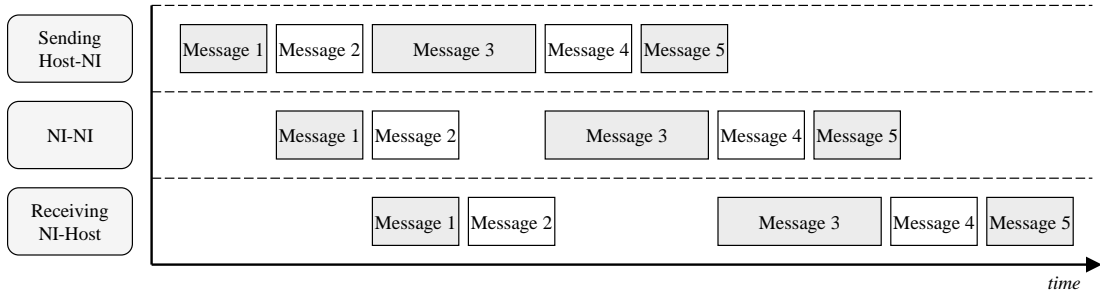 Sending
Host-NI
Message 1
Message 2
Message 3
Message 4
Message 5
NI-NI
Message 1
Message 2
Message 3
Message 4
Message 5
Receiving
NI-Host
Message 1
Message 2
Message 3
Message 4
Message 5
time